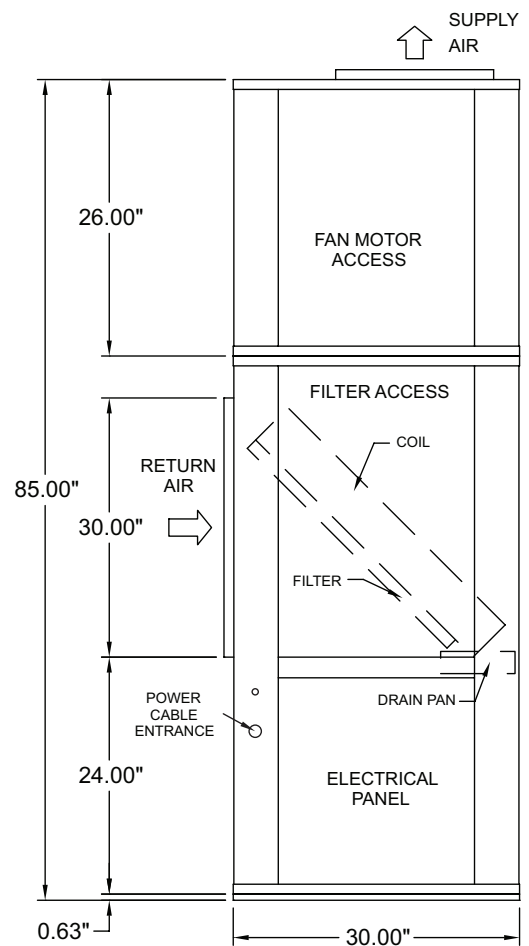 SUPPLY
AIR
26.00"
FAN MOTOR
ACCESS
FILTER ACCESS
COIL
RETURN
AIR
85.00"
30.00"
FILTER
POWER
CABLE
ENTRANCE
DRAIN PAN
24.00"
ELECTRICAL
PANEL
0.63"
30.00"